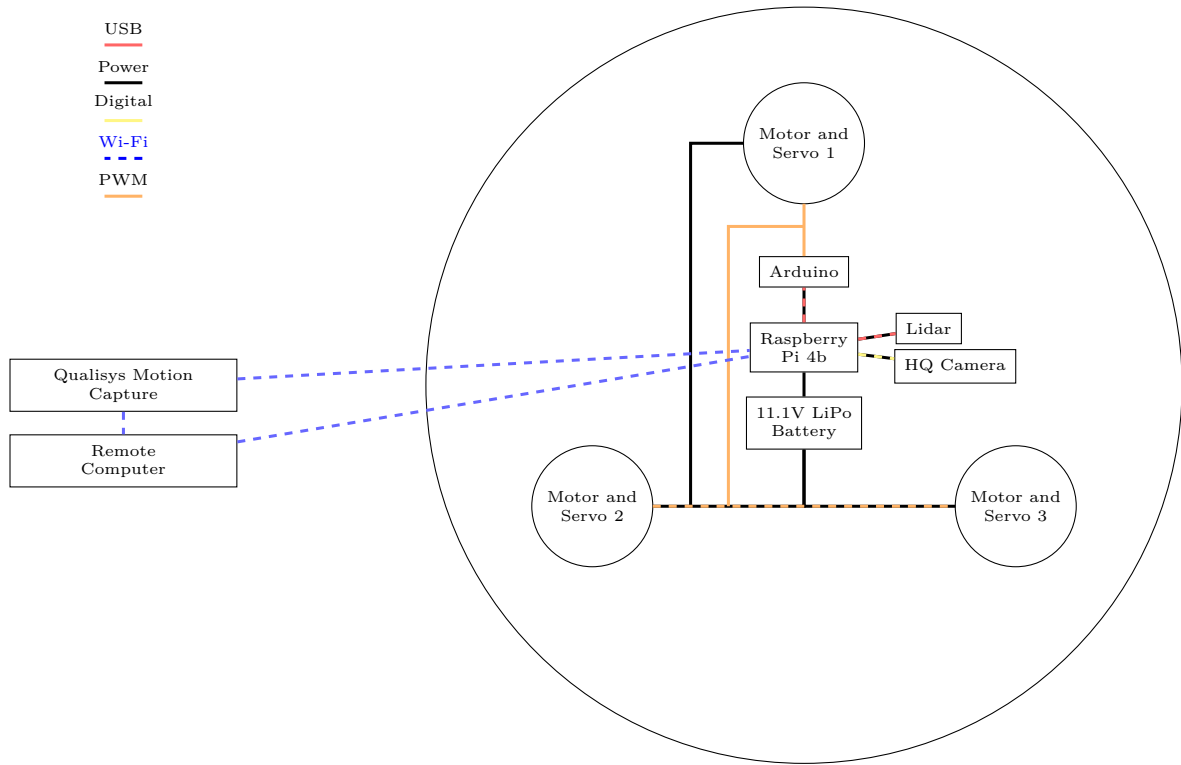 USB
Power
Digital
Wi-Fi
PWM
Motor and
Servo 1
Arduino
Raspberry
Pi 4b
Lidar
HQ Camera
11.1V LiPo
Battery
Qualisys Motion
Capture
Remote
Computer
Motor and
Servo 2
Motor and
Servo 3